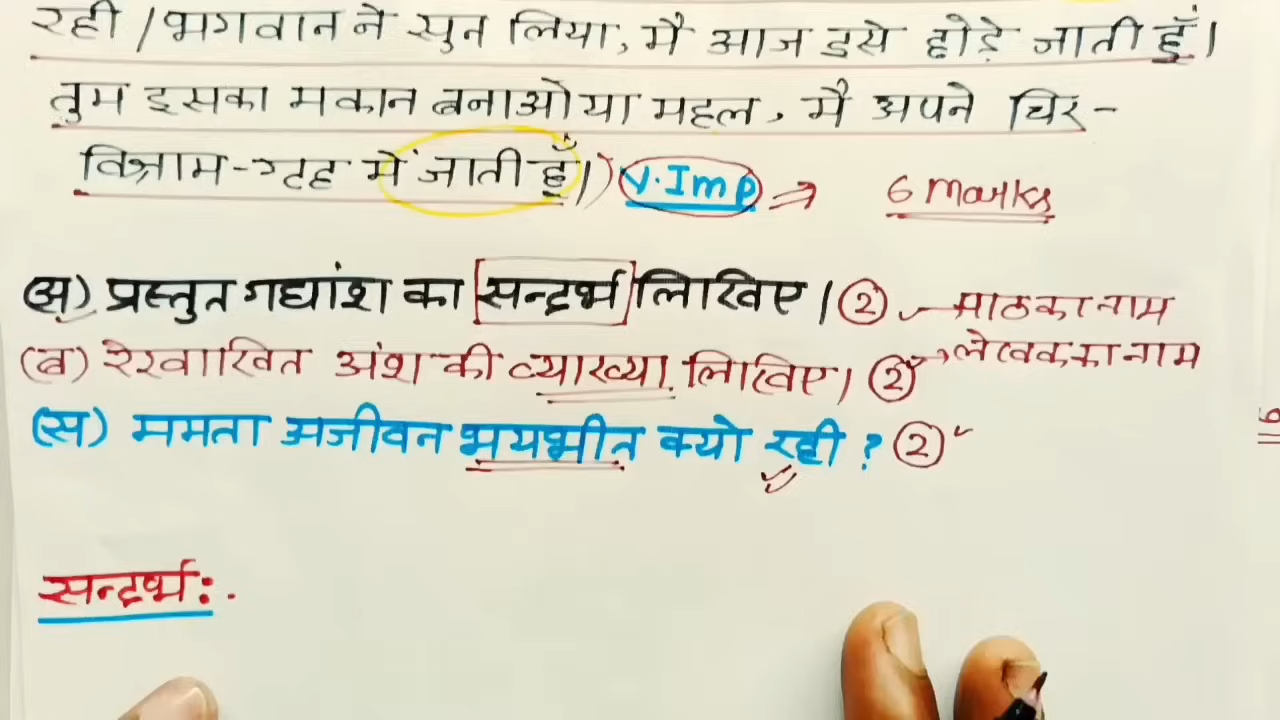 रही / भगवान ने सुन लिया, मै आज इसे छोड़े जाती हूँ।
तुम इसका मकान बनाओ या महल, मै अपने चिर-
विश्राम-गृह में जाती हूँ।) V. Imp ⇒ 6 Marks
(अ) प्रस्तुत गद्यांश का सन्दर्भ लिखिए। (2) पाठ का नाम
लेखक का नाम
(ब) रेखाखित अंश की व्याख्या लिखिए। (2)
(स) ममता अजीवन भयभीत क्यो रही ? (2)
सन्दर्भ:.